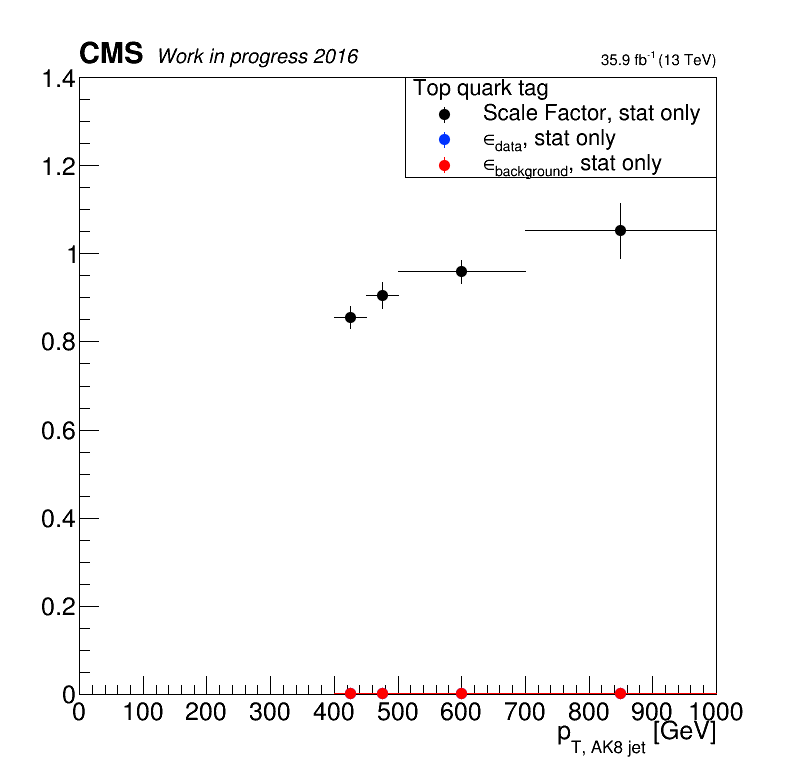 CMS Work in progress 2016
35.9 fb⁻¹ (13 TeV)
Top quark tag
Scale Factor, stat only
∈data, stat only
∈background, stat only
1.4
1.2
1
0.8
0.6
0.4
0.2
0
0 100 200 300 400 500 600 700 800 900 1000
pT, AK8 jet [GeV]